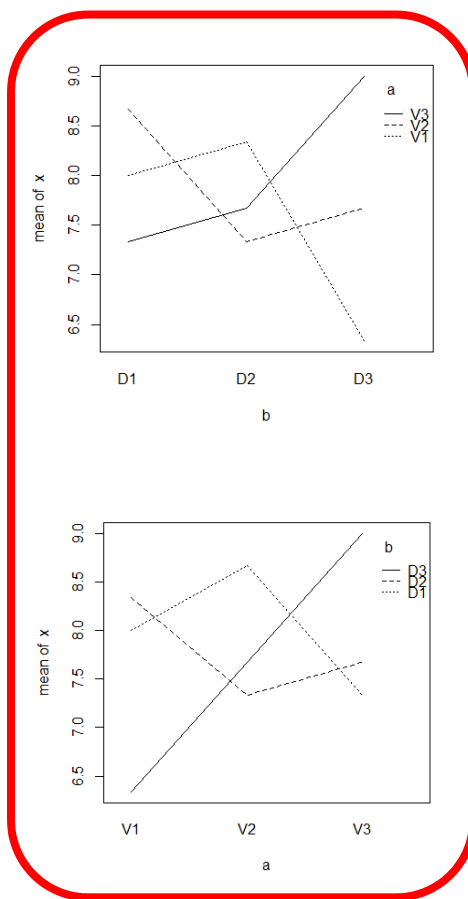 9.0
a
V3
V2
V1
8.5
8.0
7.5
7.0
6.5
mean of x
D1 D2 D3
b
9.0
b
D3
D2
D1
8.5
8.0
7.5
7.0
6.5
mean of x
V1 V2 V3
a